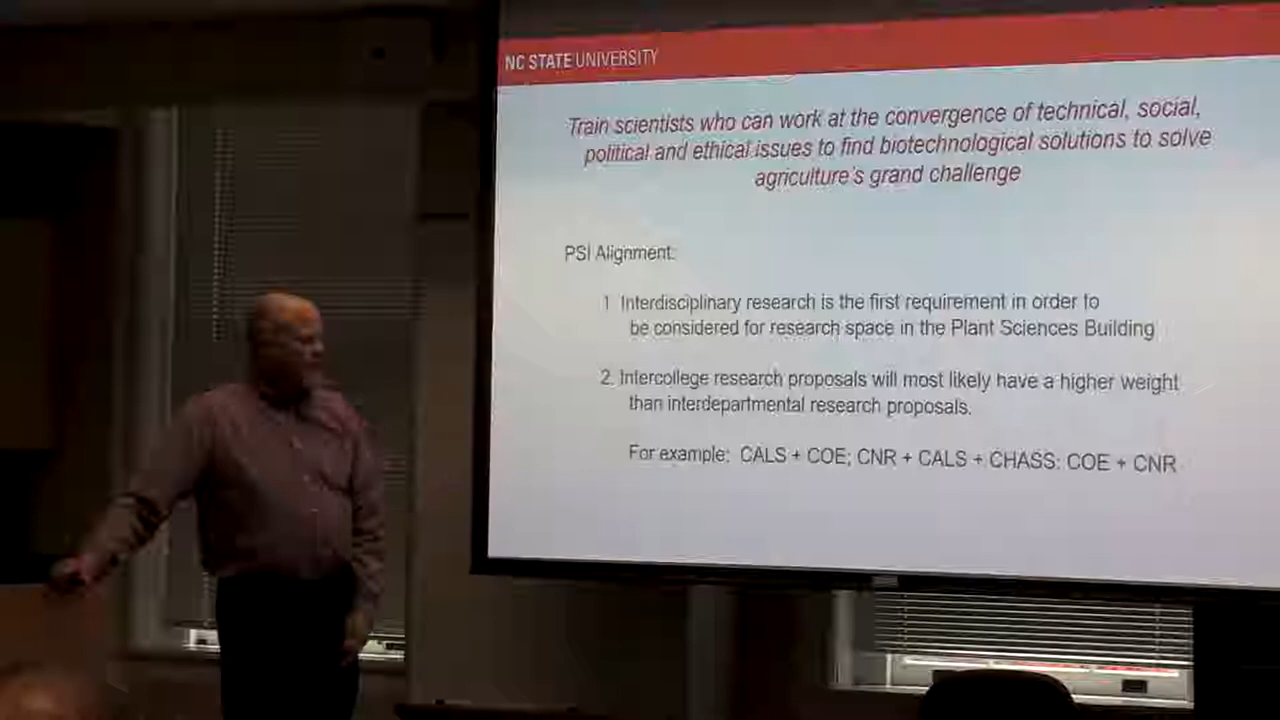 NC STATE UNIVERSITY
Train scientists who can work at the convergence of technical, social,
political and ethical issues to find biotechnological solutions to solve
agriculture's grand challenge
PSI Alignment:
1. Interdisciplinary research is the first requirement in order to
be considered for research space in the Plant Sciences Building
2. Intercollege research proposals will most likely have a higher weight
than interdepartmental research proposals.
For example: CALS + COE; CNR + CALS + CHASS: COE + CNR